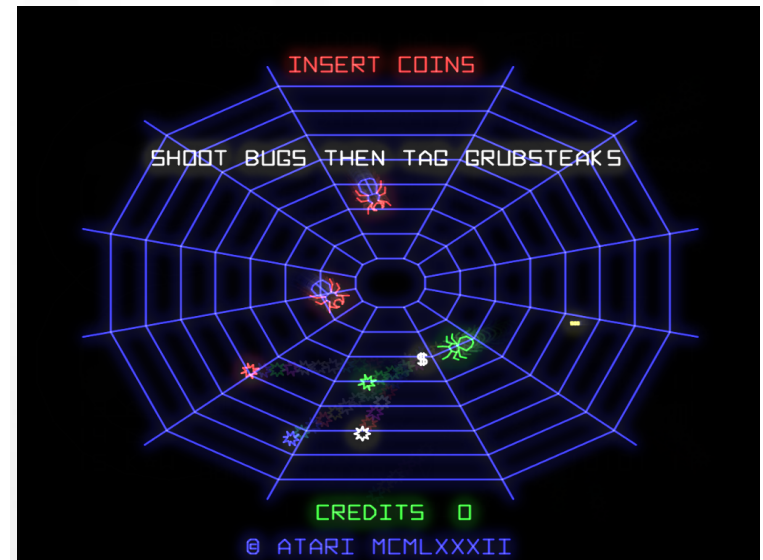 INSERT COINS
SHOOT BUGS THEN TAG GRUBSTEAKS
$
CREDITS 0
© ATARI MCMLXXXII